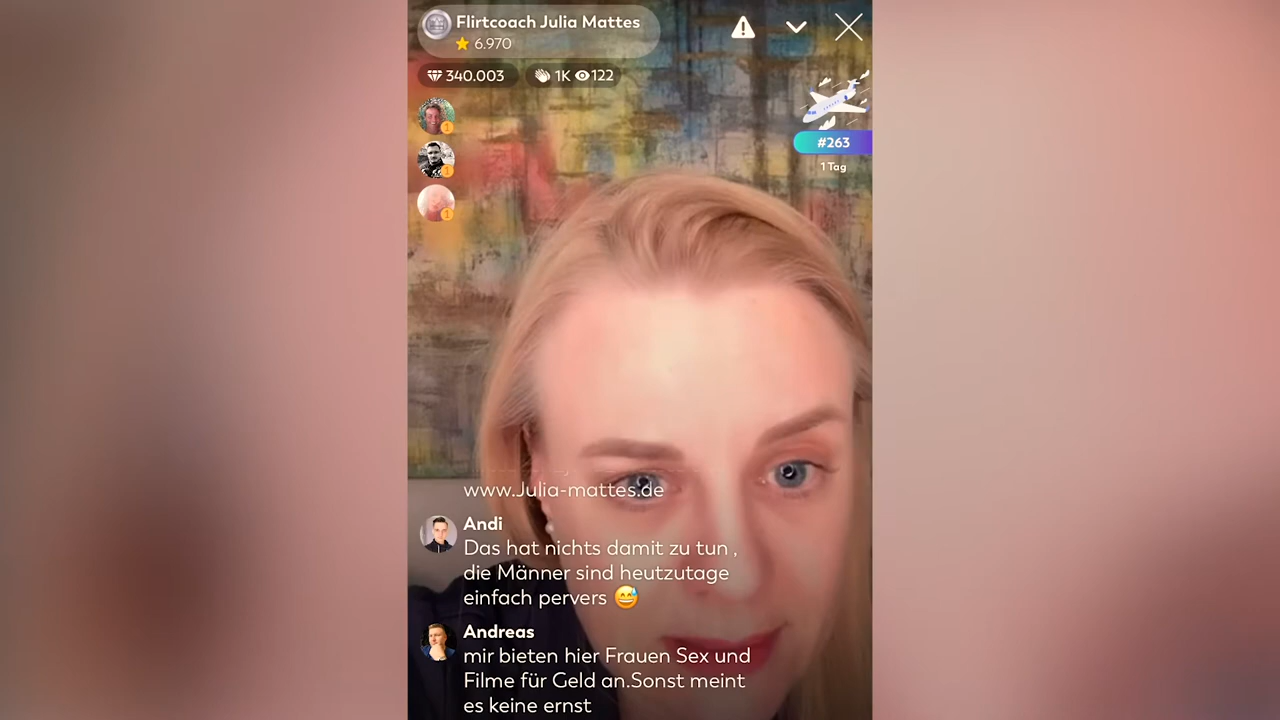 Flirtcoach Julia Mattes
6.970
340.003
1K 122
#263
1 Tag
www.Julia-mattes.de
Andi
Das hat nichts damit zu tun ,
die Männer sind heutzutage
einfach pervers 😅
Andreas
mir bieten hier Frauen Sex und
Filme für Geld an.Sonst meint
es keine ernst